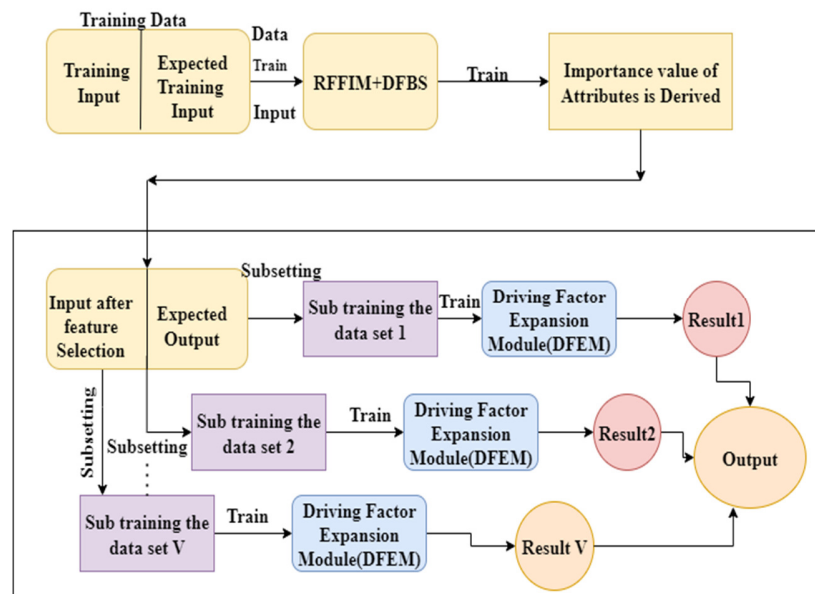 Training Data
Training
Input
Expected
Training
Input
Data
Train
Input
RFFIM+DFBS
Train
Importance value of
Attributes is Derived
Input after
feature
Selection
Expected
Output
Subsetting
Sub training the
data set 1
Train
Driving Factor
Expansion
Module(DFEM)
Result1
Subsetting
Subsetting
Sub training the
data set 2
Train
Driving Factor
Expansion
Module(DFEM)
Result2
Output
Sub training the
data set V
Train
Driving Factor
Expansion
Module(DFEM)
Result V